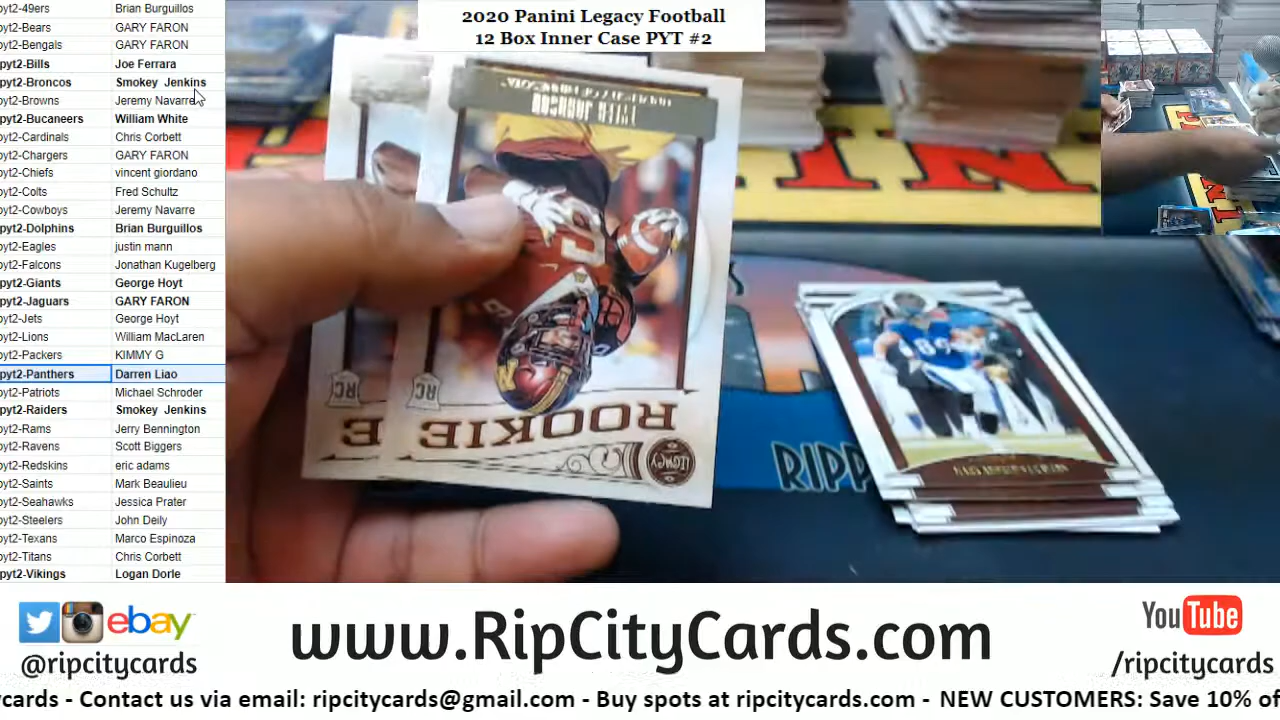 2020 Panini Legacy Football
12 Box Inner Case PYT #2
pyt2-49ers Brian Burguillos
pyt2-Bears GARY FARON
pyt2-Bengals GARY FARON
pyt2-Bills Joe Ferrara
pyt2-Broncos Smokey Jenkins
pyt2-Browns Jeremy Navarre
pyt2-Bucaneers William White
pyt2-Cardinals Chris Corbett
pyt2-Chargers GARY FARON
pyt2-Chiefs vincent giordano
pyt2-Colts Fred Schultz
pyt2-Cowboys Jeremy Navarre
pyt2-Dolphins Brian Burguillos
pyt2-Eagles justin mann
pyt2-Falcons Jonathan Kugelberg
pyt2-Giants George Hoyt
pyt2-Jaguars GARY FARON
pyt2-Jets George Hoyt
pyt2-Lions William MacLaren
pyt2-Packers KIMMY G
pyt2-Panthers Darren Liao
pyt2-Patriots Michael Schroder
pyt2-Raiders Smokey Jenkins
pyt2-Rams Jerry Bennington
pyt2-Ravens Scott Biggers
pyt2-Redskins eric adams
pyt2-Saints Mark Beaulieu
pyt2-Seahawks Jessica Prater
pyt2-Steelers John Deily
pyt2-Texans Marco Espinoza
pyt2-Titans Chris Corbett
pyt2-Vikings Logan Dorle
RC
RC
ROOKIE
LEGACY
RIPP
89
ebay
@ripcitycards
www.RipCityCards.com
YouTube
/ripcitycards
ycards - Contact us via email: ripcitycards@gmail.com - Buy spots at ripcitycards.com - NEW CUSTOMERS: Save 10% of